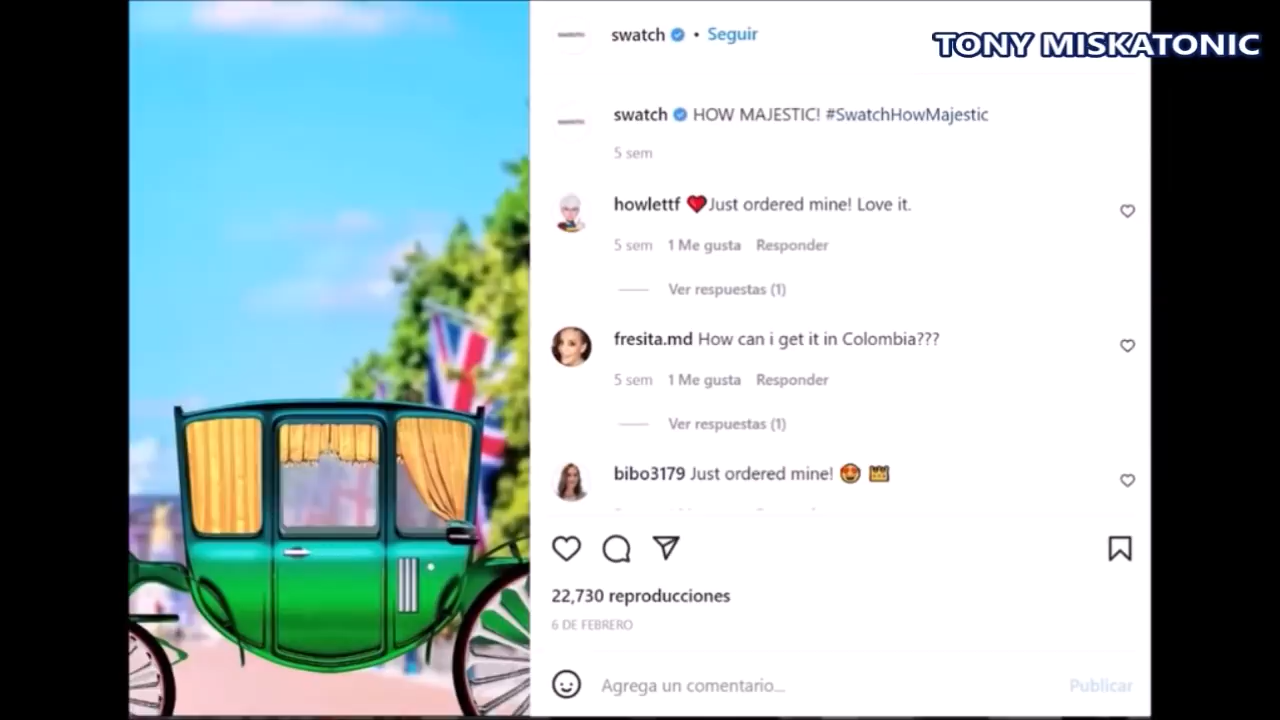 TONY MISKATONIC
swatch • Seguir
swatch HOW MAJESTIC! #SwatchHowMajestic
5 sem
howlettf ❤️Just ordered mine! Love it.
5 sem 1 Me gusta Responder
Ver respuestas (1)
fresita.md How can i get it in Colombia???
5 sem 1 Me gusta Responder
Ver respuestas (1)
bibo3179 Just ordered mine! 😍 👑
22,730 reproducciones
6 DE FEBRERO
Agrega un comentario... Publicar